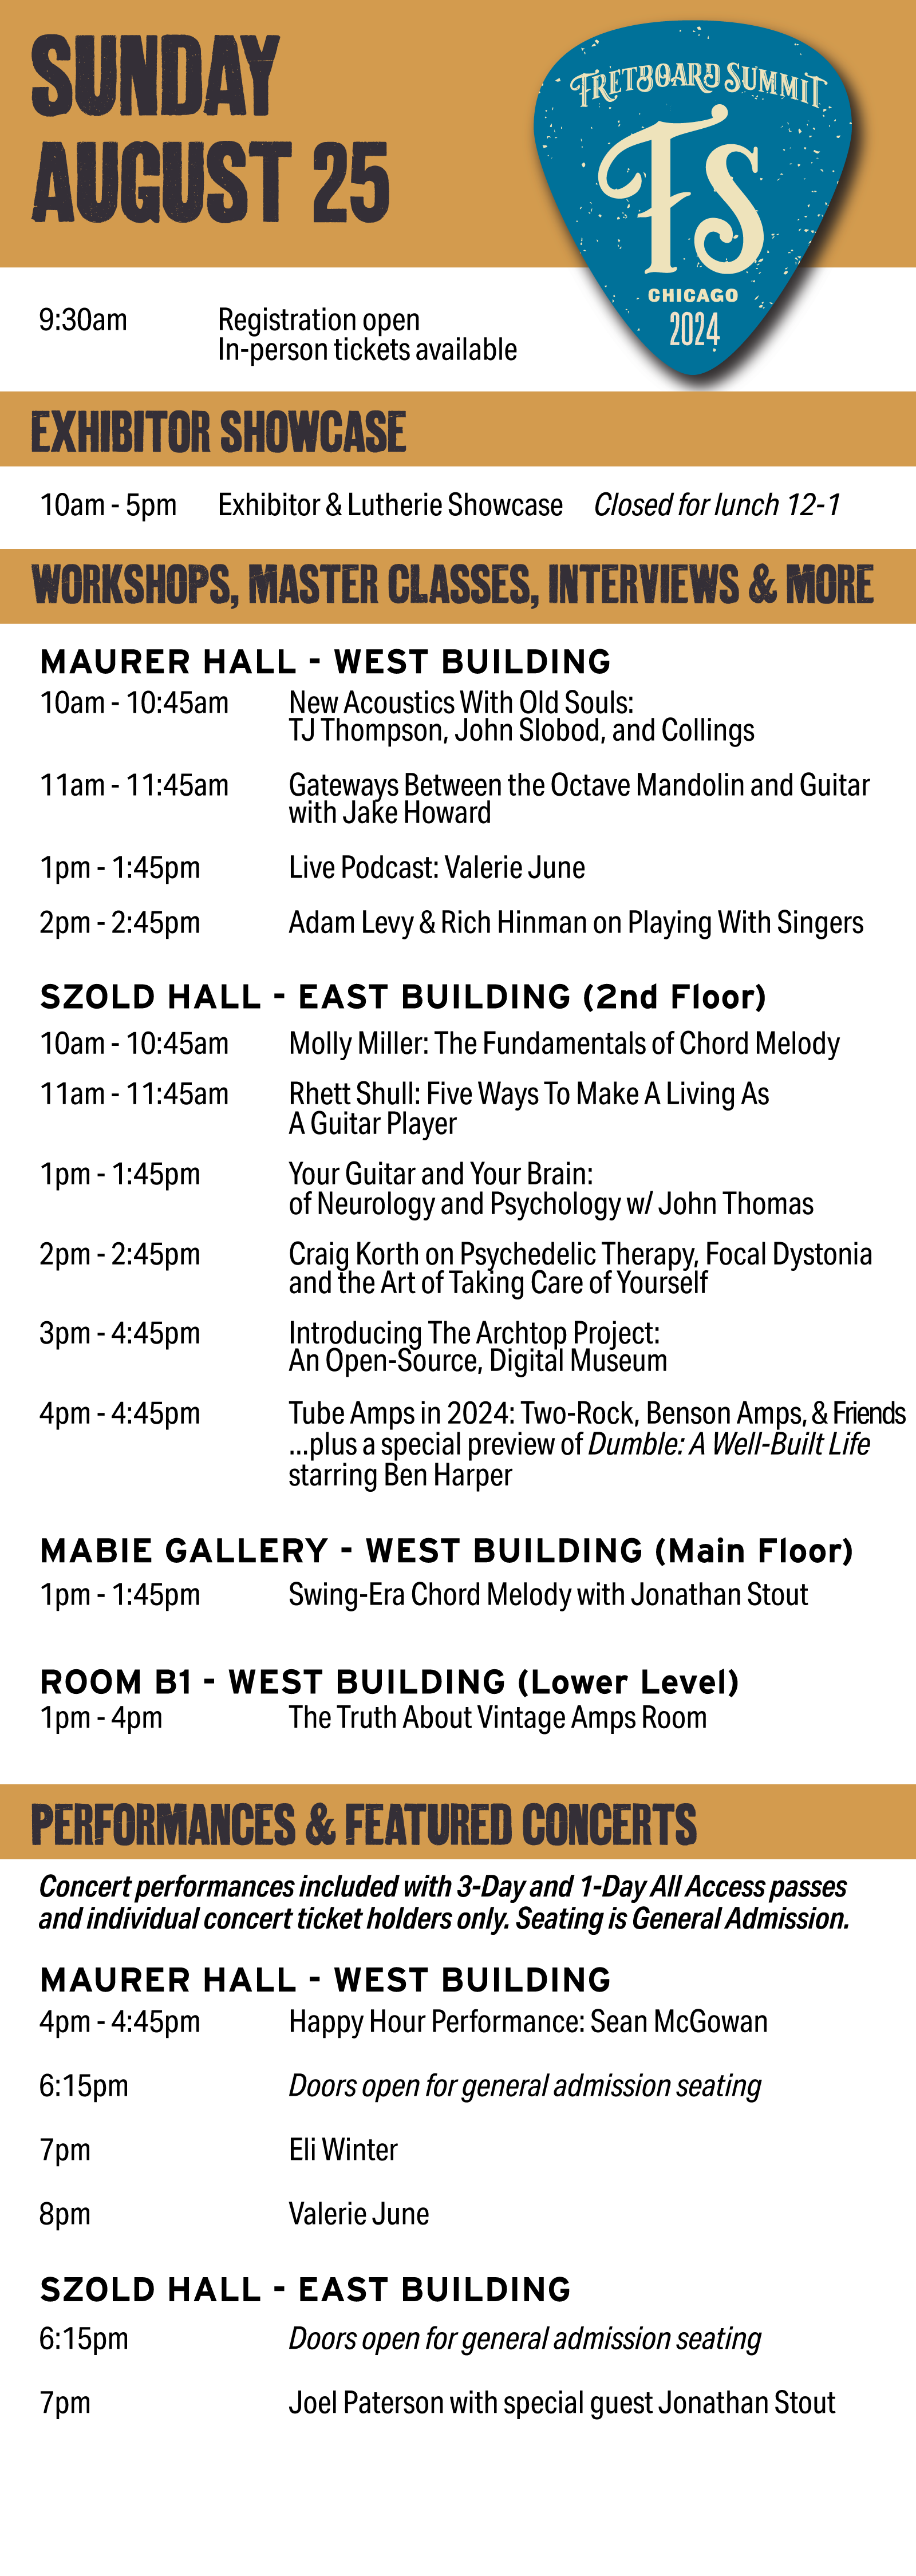 SUNDAY
AUGUST 25
FRETBOARD SUMMIT
FS
CHICAGO
2024
9:30am Registration open
In-person tickets available
EXHIBITOR SHOWCASE
10am - 5pm Exhibitor & Lutherie Showcase Closed for lunch 12-1
WORKSHOPS, MASTER CLASSES, INTERVIEWS & MORE
MAURER HALL - WEST BUILDING
10am - 10:45am New Acoustics With Old Souls:
TJ Thompson, John Slobod, and Collings
11am - 11:45am Gateways Between the Octave Mandolin and Guitar
with Jake Howard
1pm - 1:45pm Live Podcast: Valerie June
2pm - 2:45pm Adam Levy & Rich Hinman on Playing With Singers
SZOLD HALL - EAST BUILDING (2nd Floor)
10am - 10:45am Molly Miller: The Fundamentals of Chord Melody
11am - 11:45am Rhett Shull: Five Ways To Make A Living As
A Guitar Player
1pm - 1:45pm Your Guitar and Your Brain:
of Neurology and Psychology w/ John Thomas
2pm - 2:45pm Craig Korth on Psychedelic Therapy, Focal Dystonia
and the Art of Taking Care of Yourself
3pm - 4:45pm Introducing The Archtop Project:
An Open-Source, Digital Museum
4pm - 4:45pm Tube Amps in 2024: Two-Rock, Benson Amps, & Friends
...plus a special preview of Dumble: A Well-Built Life
starring Ben Harper
MABIE GALLERY - WEST BUILDING (Main Floor)
1pm - 1:45pm Swing-Era Chord Melody with Jonathan Stout
ROOM B1 - WEST BUILDING (Lower Level)
1pm - 4pm The Truth About Vintage Amps Room
PERFORMANCES & FEATURED CONCERTS
Concert performances included with 3-Day and 1-Day All Access passes
and individual concert ticket holders only. Seating is General Admission.
MAURER HALL - WEST BUILDING
4pm - 4:45pm Happy Hour Performance: Sean McGowan
6:15pm Doors open for general admission seating
7pm Eli Winter
8pm Valerie June
SZOLD HALL - EAST BUILDING
6:15pm Doors open for general admission seating
7pm Joel Paterson with special guest Jonathan Stout